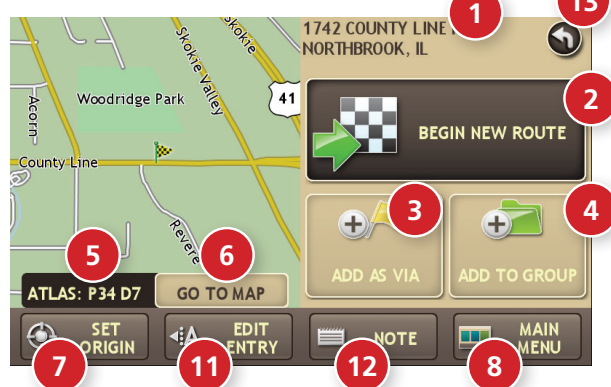 1
13
1742 COUNTY LINE
NORTHBROOK, IL
Skokie Valley
Skokie
Acorn
Woodridge Park
41
County Line
Revere
2
BEGIN NEW ROUTE
3
4
ADD AS VIA
ADD TO GROUP
5
6
ATLAS: P34 D7
GO TO MAP
SET
ORIGIN
EDIT
ENTRY
NOTE
MAIN
MENU
7
11
12
8